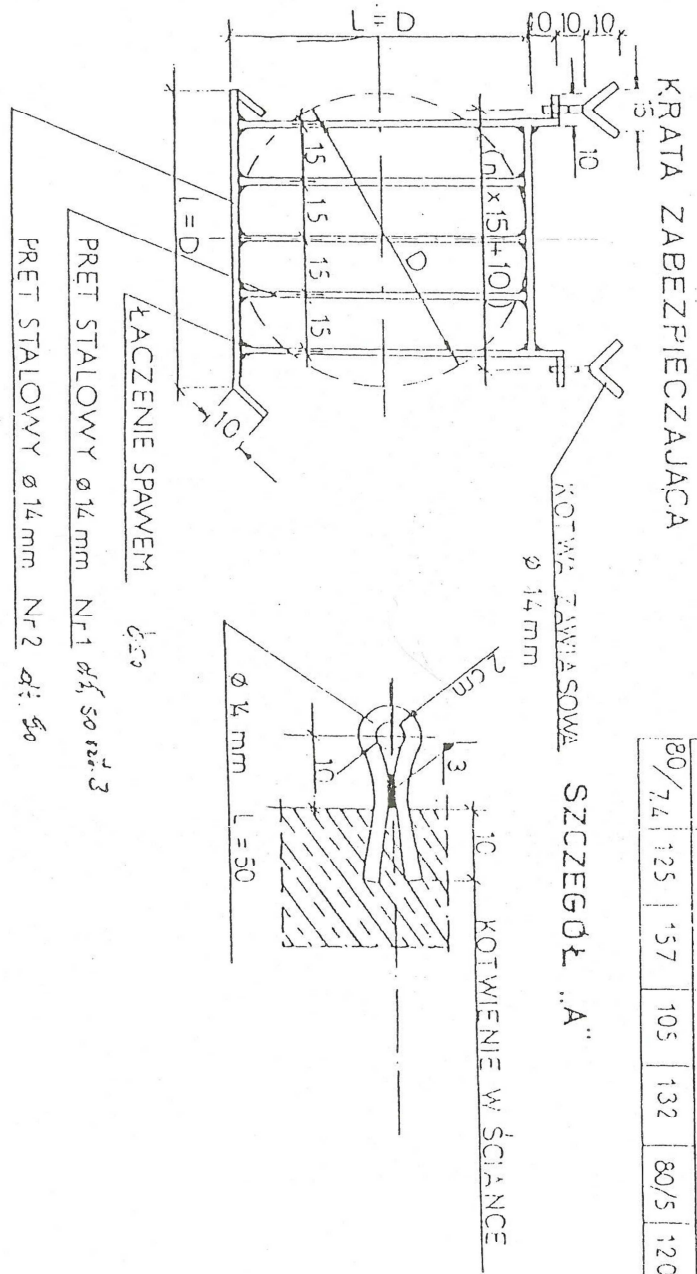 KRATA ZABEZPIECZAJĄCA
L = D
10 10 10
15
10
(n x 15 + 10)
D
15 15 15 15
L = D
10
KOTWA ZAWIASOWA
ø 14 mm
ŁĄCZENIE SPAWEM
PRĘT STALOWY ø 14 mm Nr 1
PRĘT STALOWY ø 14 mm Nr 2
80/7,4 125 157 105 132 80/5 120
SZCZEGÓŁ „A"
2cm
3
10
10
KOTWIENIE W ŚCIANCE
ø 14 mm L = 50